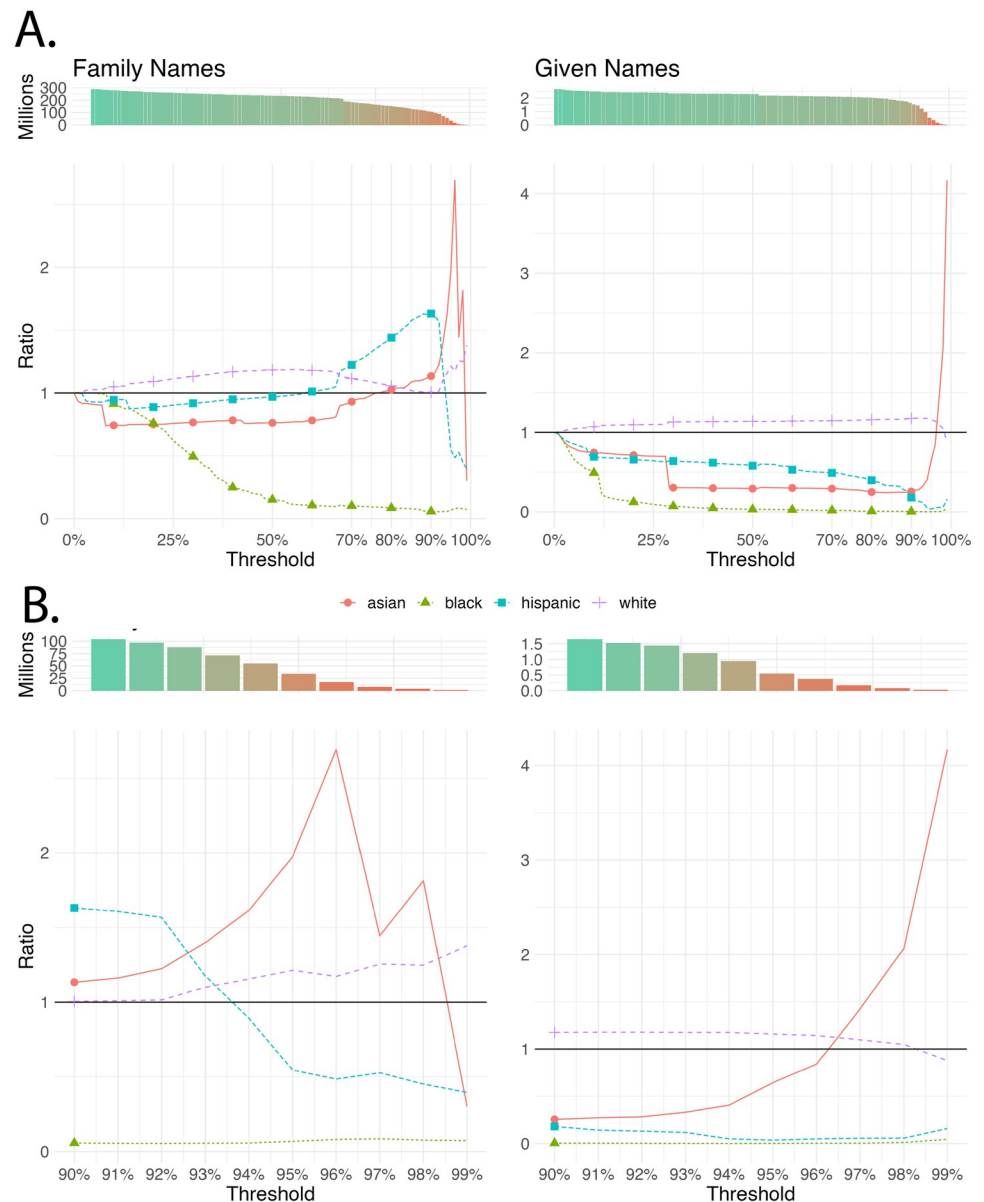 A.
Family Names
Given Names
Millions
300
200
100
0
2
1
0
Ratio
2
1
0
4
3
2
1
0
0% 25% 50% 70% 80% 90% 100%
0% 25% 50% 70% 80% 90% 100%
Threshold
Threshold
B.
asian black hispanic white
Millions
100
75
50
25
0
1.5
1.0
0.5
0.0
Ratio
2
1
0
4
3
2
1
0
90% 91% 92% 93% 94% 95% 96% 97% 98% 99%
90% 91% 92% 93% 94% 95% 96% 97% 98% 99%
Threshold
Threshold